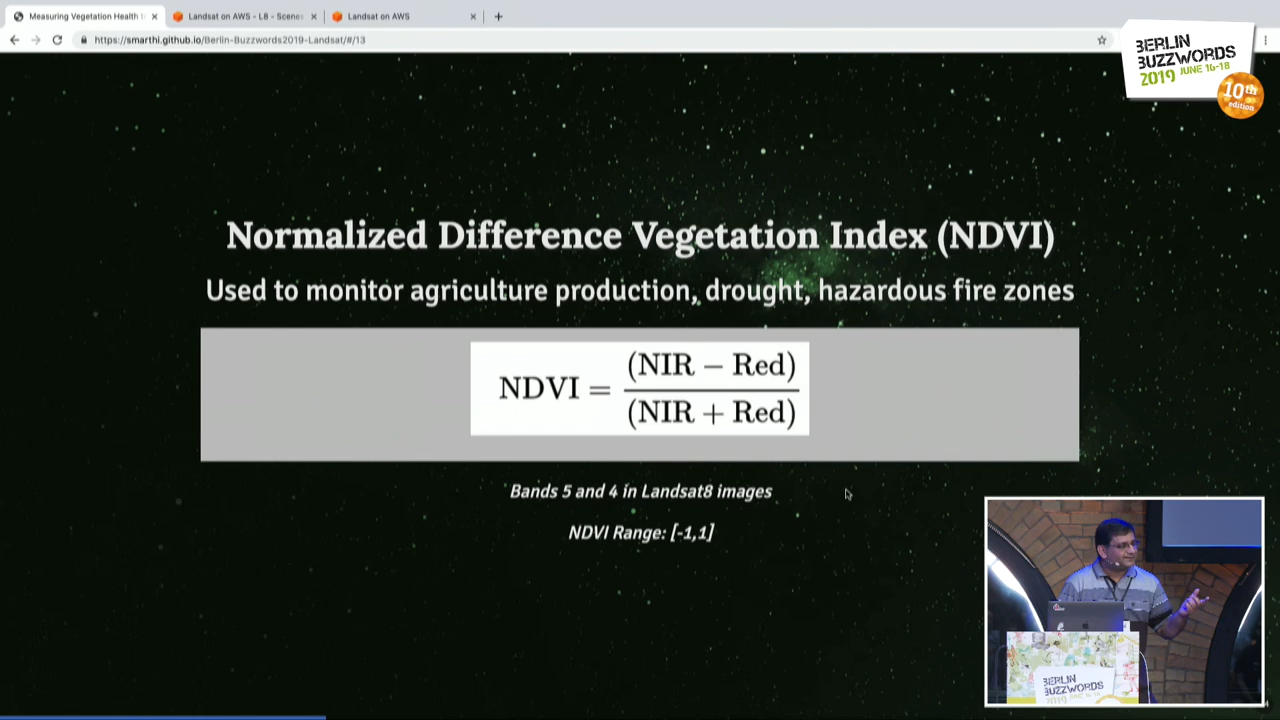 Measuring Vegetation Health t
Landsat on AWS - L8 - Scenes
Landsat on AWS
https://smarthi.github.io/Berlin-Buzzwords2019-Landsat/#/13
BERLIN
BUZZWORDS
2019 JUNE 16-18
10th
edition
Normalized Difference Vegetation Index (NDVI)
Used to monitor agriculture production, drought, hazardous fire zones
NDVI = (NIR − Red)
(NIR + Red)
Bands 5 and 4 in Landsat8 images
NDVI Range: [-1,1]
BERLIN
BUZZWORDS
2019